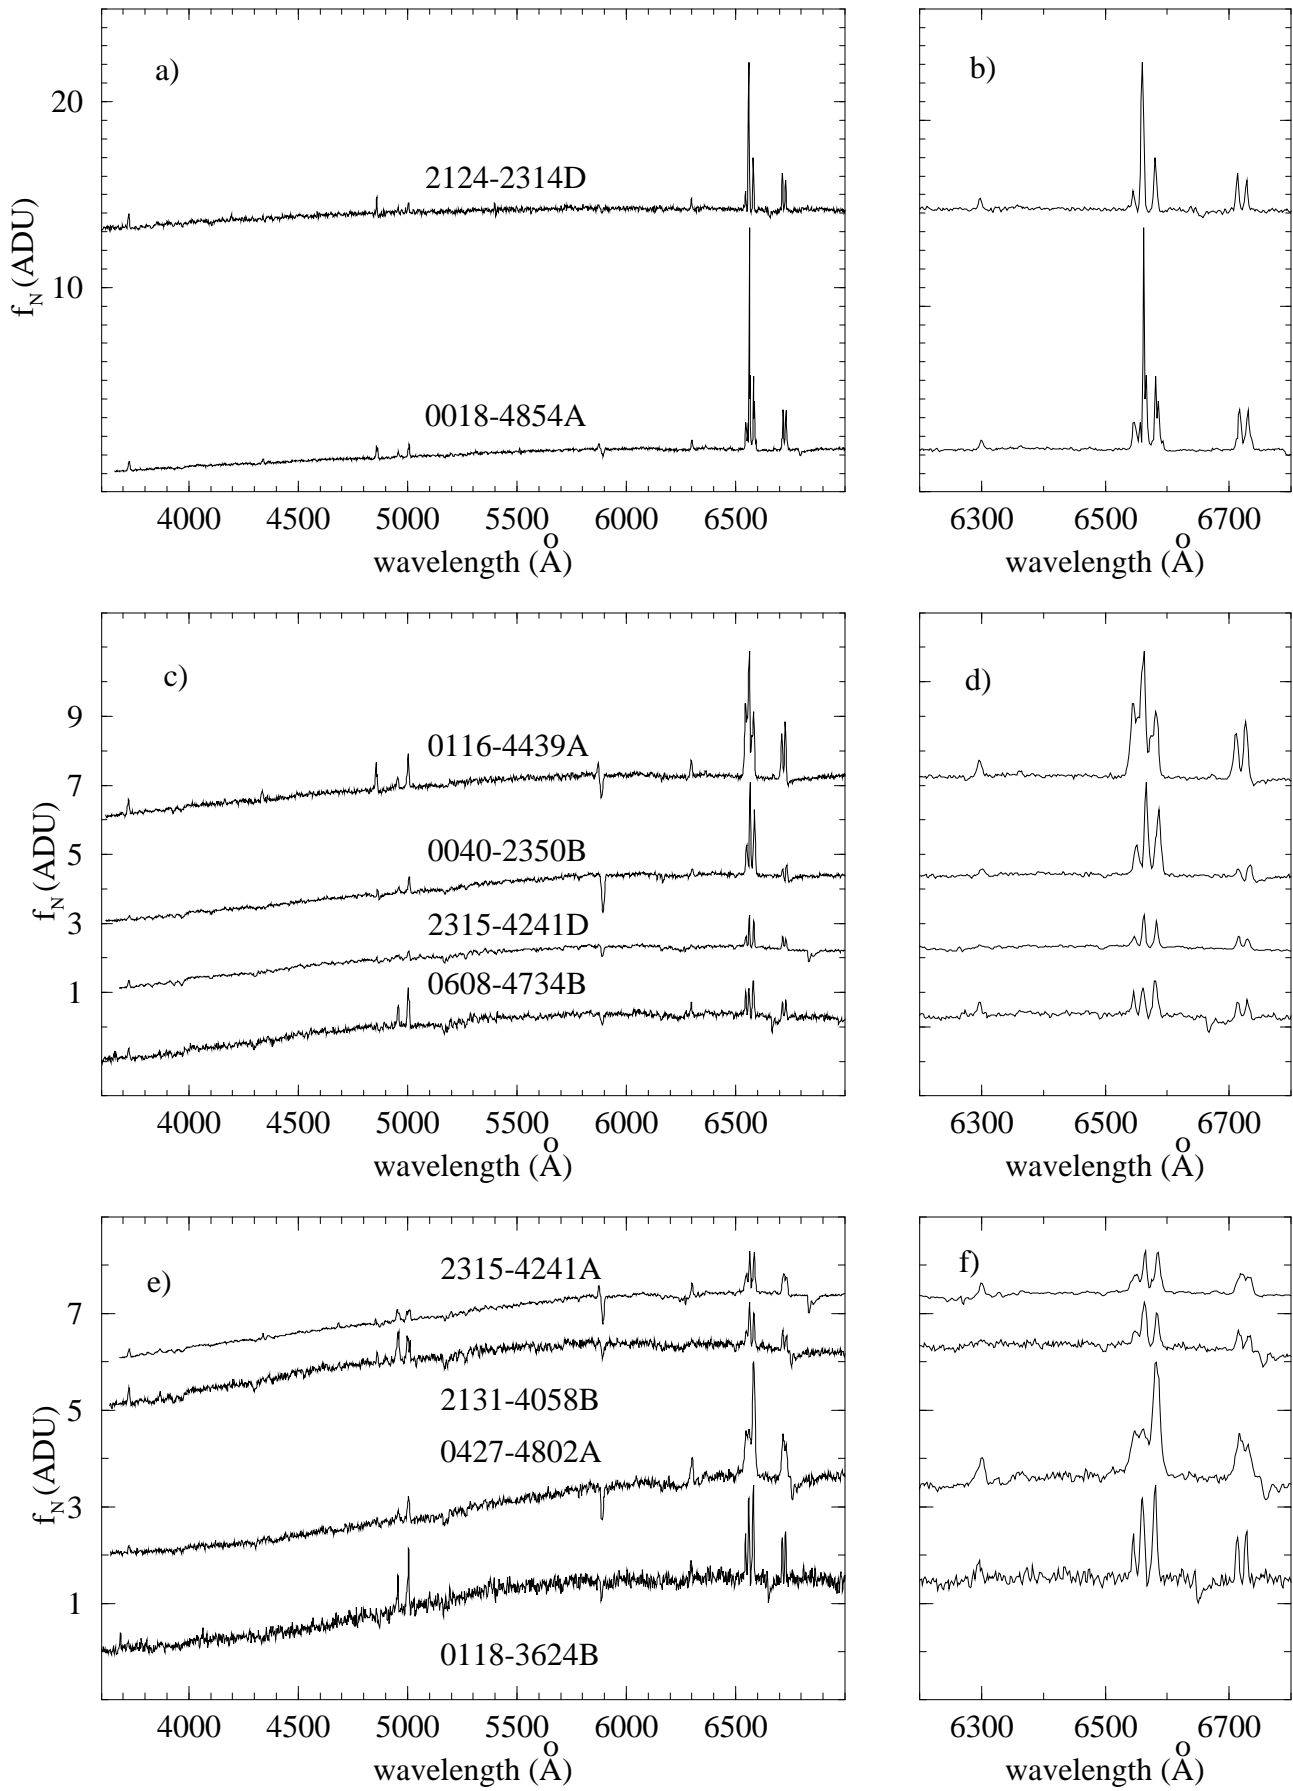 a)
b)
20
10
f_N (ADU)
2124-2314D
0018-4854A
4000 4500 5000 5500 6000 6500
wavelength (Å)
6300 6500 6700
wavelength (Å)
c)
d)
9
7
5
3
1
f_N (ADU)
0116-4439A
0040-2350B
2315-4241D
0608-4734B
4000 4500 5000 5500 6000 6500
wavelength (Å)
6300 6500 6700
wavelength (Å)
e)
f)
7
5
3
1
f_N (ADU)
2315-4241A
2131-4058B
0427-4802A
0118-3624B
4000 4500 5000 5500 6000 6500
wavelength (Å)
6300 6500 6700
wavelength (Å)